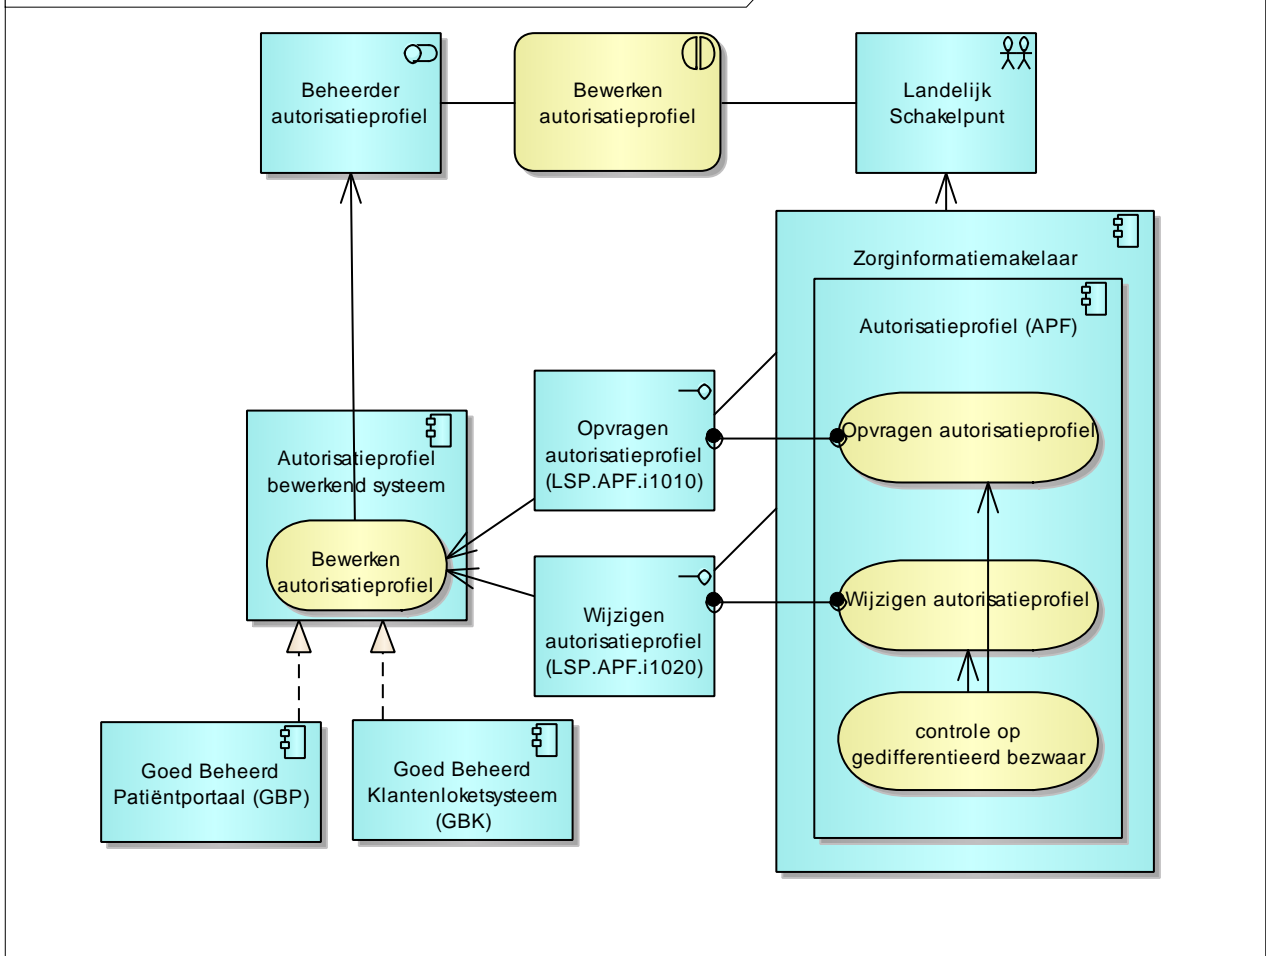 Beheerder
autorisatieprofiel
Bewerken
autorisatieprofiel
Landelijk
Schakelpunt
Zorginformatiemakelaar
Autorisatieprofiel (APF)
Opvragen
autorisatieprofiel
(LSP.APF.i1010)
Opvragen autorisatieprofiel
Autorisatieprofiel
bewerkend systeem
Bewerken
autorisatieprofiel
Wijzigen
autorisatieprofiel
(LSP.APF.i1020)
Wijzigen autorisatieprofiel
controle op
gedifferentieerd bezwaar
Goed Beheerd
Patiëntportaal (GBP)
Goed Beheerd
Klantenloketsysteem
(GBK)